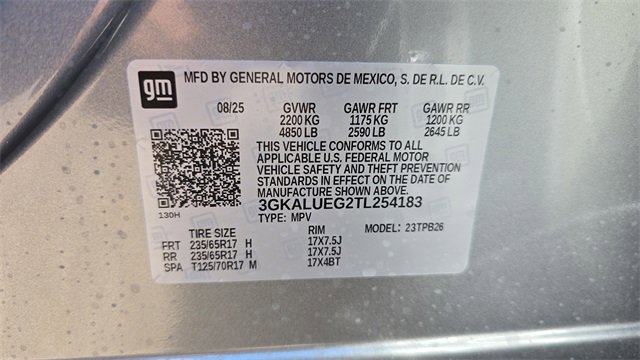 gm
MFD BY GENERAL MOTORS DE MEXICO, S. DE R.L. DE C.V.
08/25 GVWR GAWR FRT GAWR RR
2200 KG 1175 KG 1200 KG
4850 LB 2590 LB 2645 LB
THIS VEHICLE CONFORMS TO ALL
APPLICABLE U.S. FEDERAL MOTOR
VEHICLE SAFETY AND THEFT PREVENTION
STANDARDS IN EFFECT ON THE DATE OF
MANUFACTURE SHOWN ABOVE.
3GKALUEG2TL254183
130H
TYPE: MPV MODEL: 23TPB26
TIRE SIZE RIM
FRT 235/65R17 H 17X7.5J
RR 235/65R17 H 17X7.5J
SPA T125/70R17 M 17X4BT